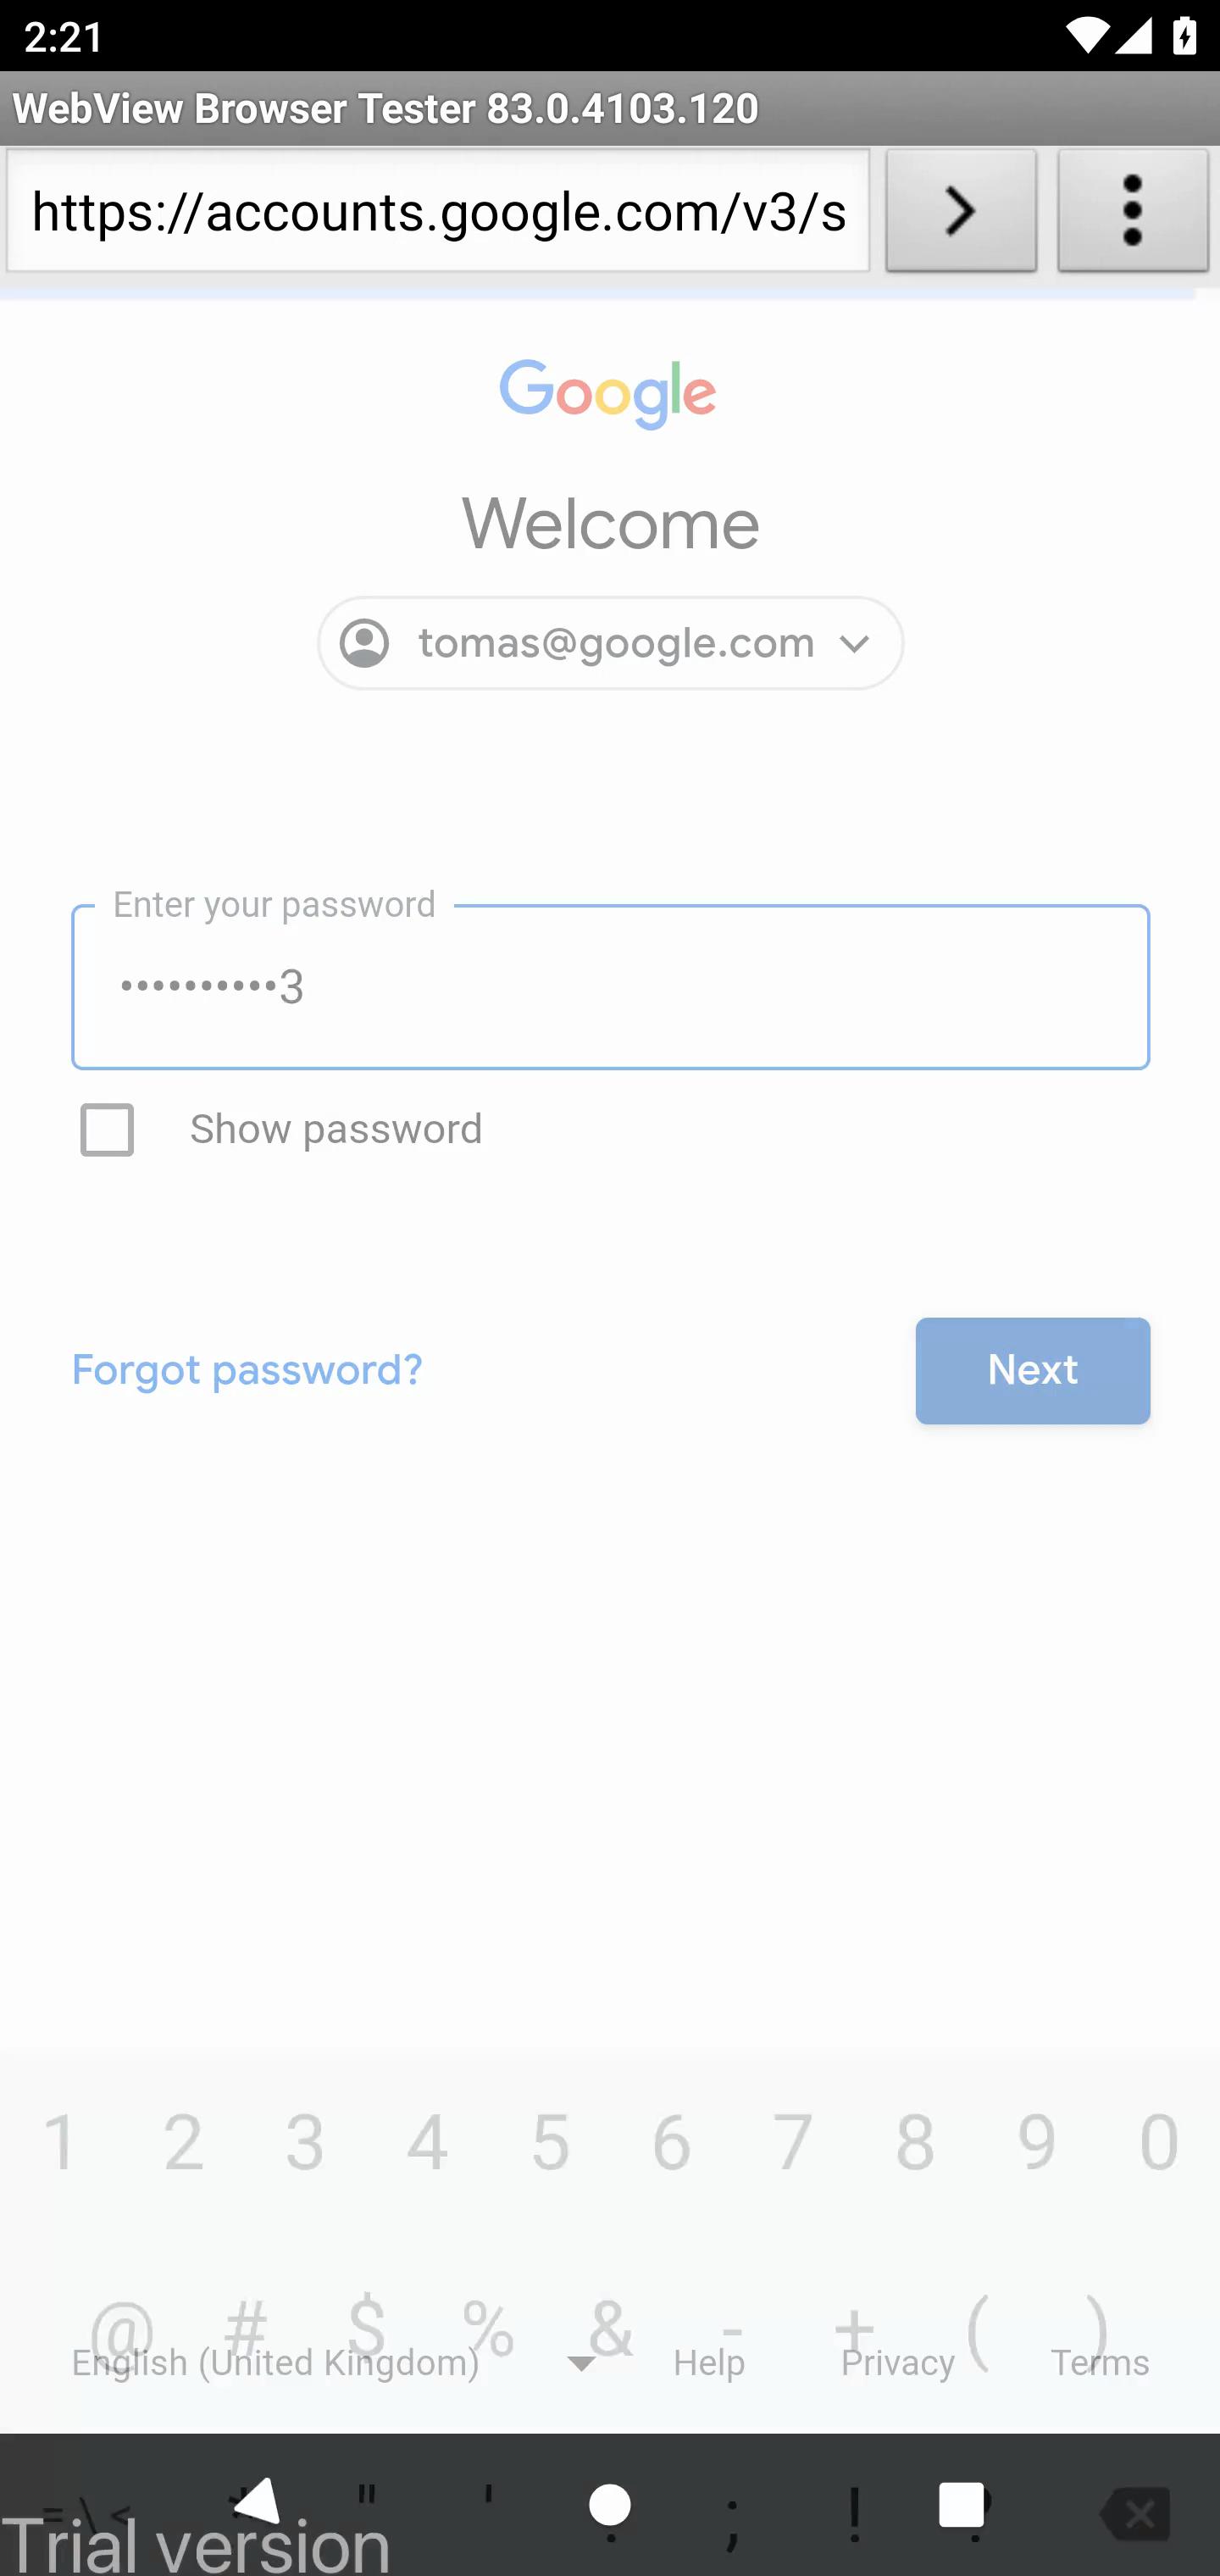 2:21
WebView Browser Tester 83.0.4103.120
https://accounts.google.com/v3/s
Google
Welcome
tomas@google.com
Enter your password
••••••••••3
Show password
Forgot password?
Next
1 2 3 4 5 6 7 8 9 0
@ # $ % & - + ( )
English (United Kingdom) Help Privacy Terms
= \ < * " ' : ; ! ?
Trial version